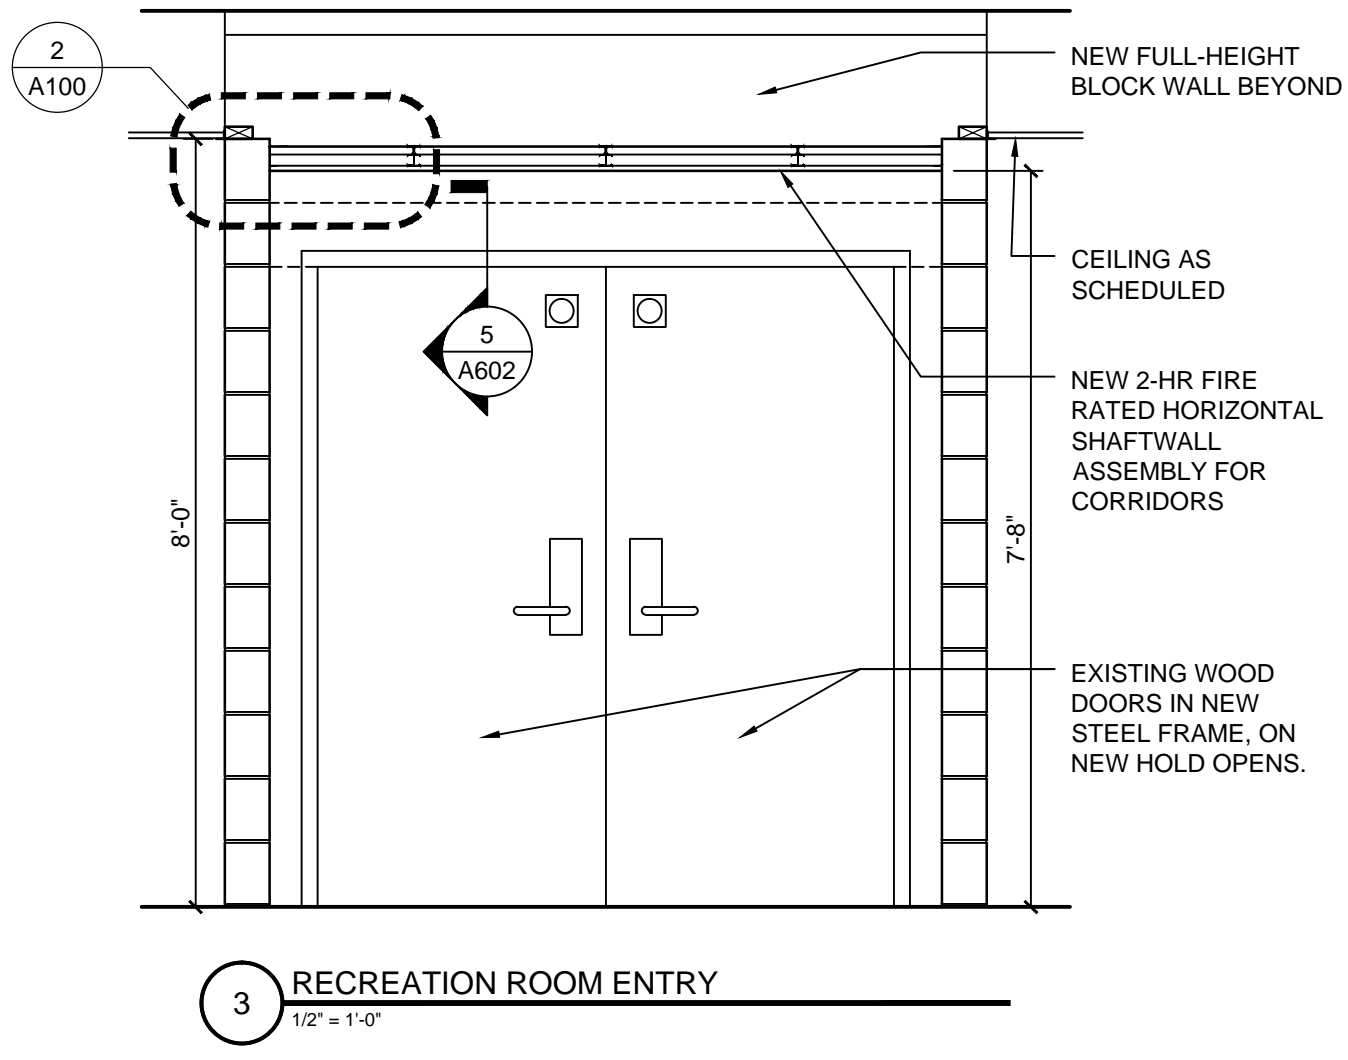 2
A100
NEW FULL-HEIGHT
BLOCK WALL BEYOND
CEILING AS
SCHEDULED
5
A602
NEW 2-HR FIRE
RATED HORIZONTAL
SHAFTWALL
ASSEMBLY FOR
CORRIDORS
8'-0"
7'-8"
EXISTING WOOD
DOORS IN NEW
STEEL FRAME, ON
NEW HOLD OPENS.
3
RECREATION ROOM ENTRY
1/2" = 1'-0"